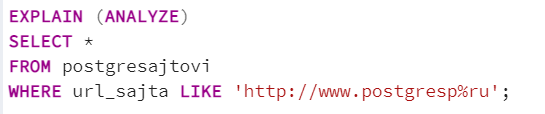 EXPLAIN (ANALYZE)
SELECT *
FROM postgresajtovi
WHERE url_sajta LIKE 'http://www.postgresp%ru';